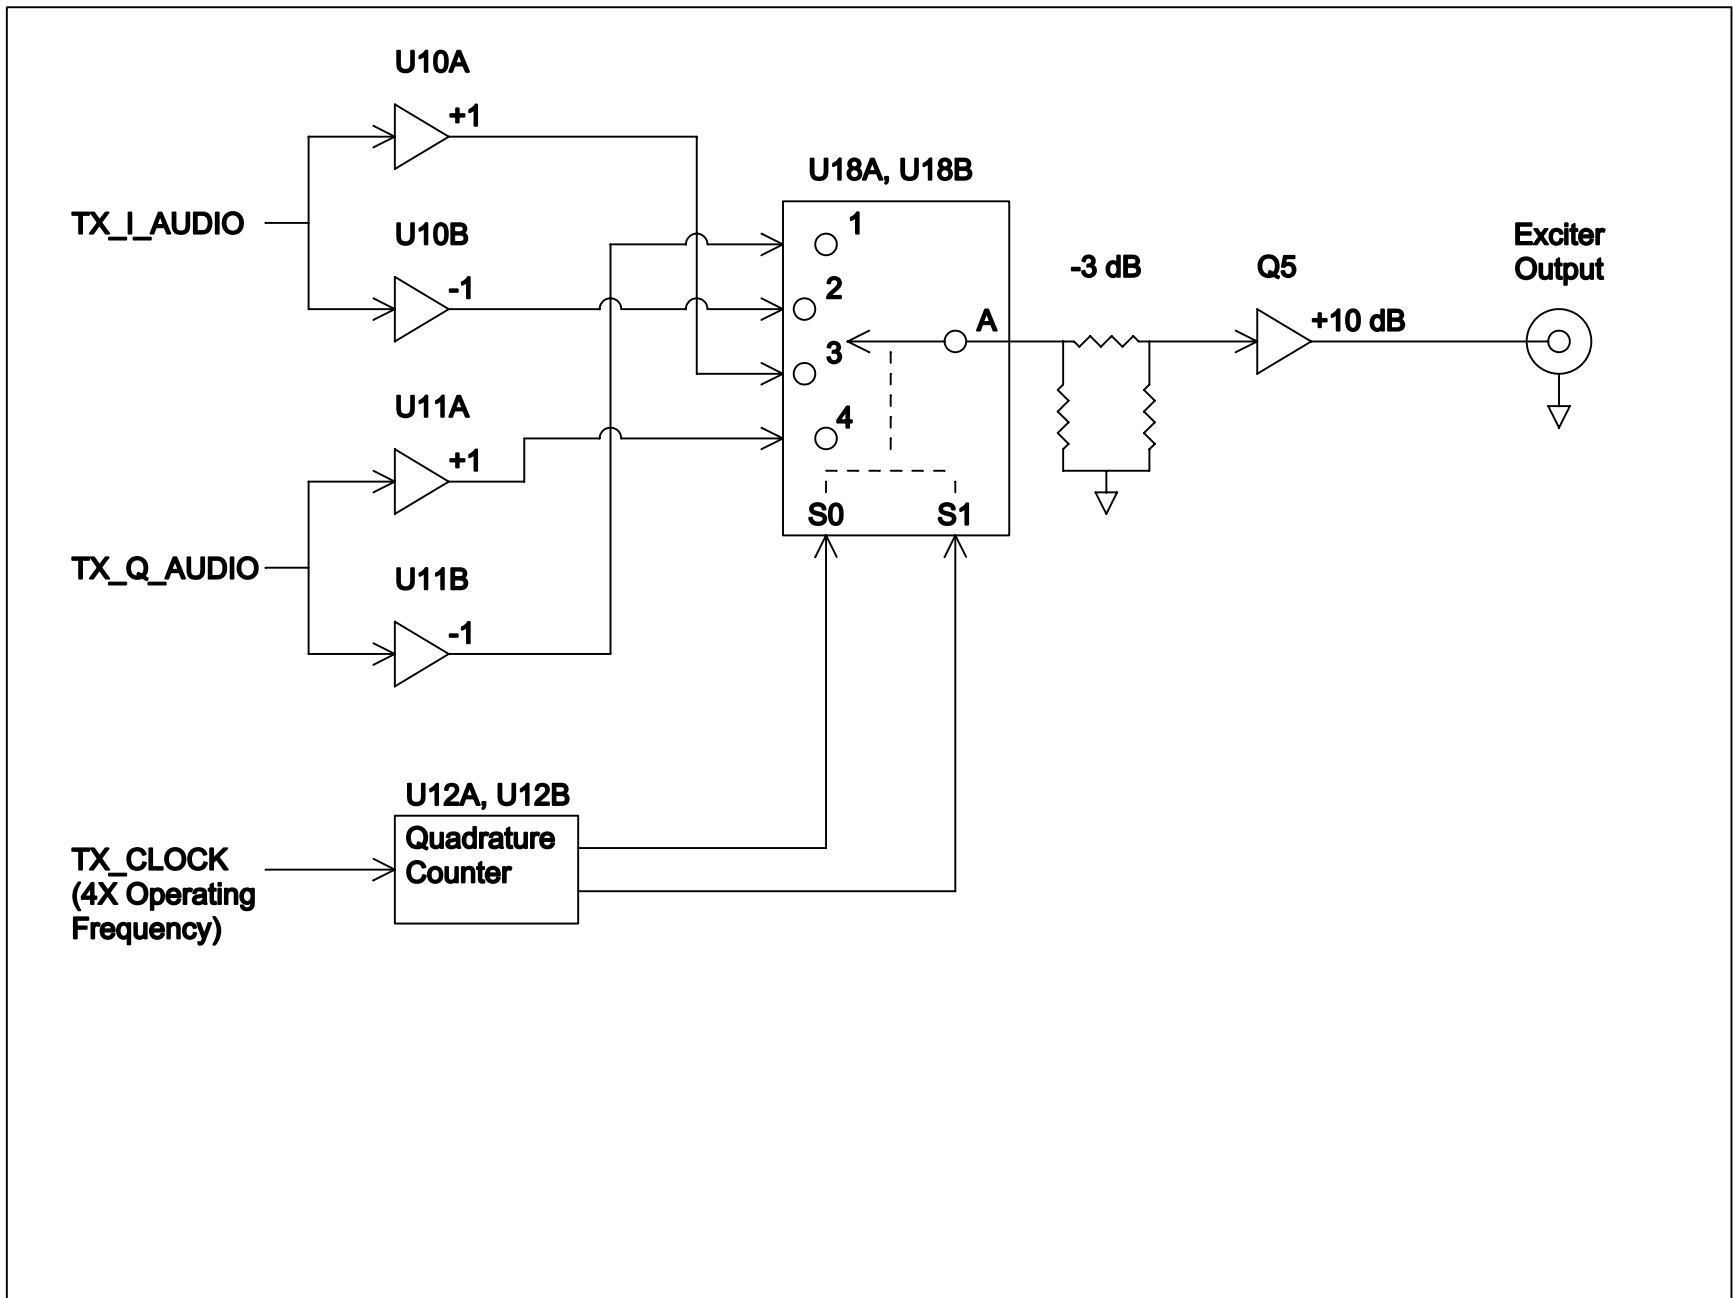 U10A
+1
TX_I_AUDIO
U10B
-1
U11A
+1
TX_Q_AUDIO
U11B
-1
U18A, U18B
1
2
3
4
A
S0
S1
-3 dB
Q5
+10 dB
Exciter
Output
U12A, U12B
Quadrature
Counter
TX_CLOCK
(4X Operating
Frequency)